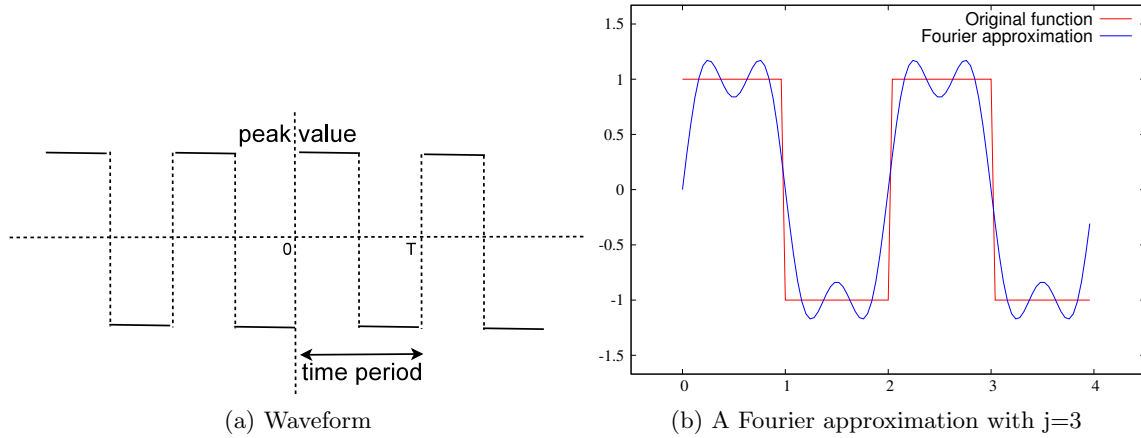 peak value
0
T
time period
(a) Waveform
1.5
1
0.5
0
-0.5
-1
-1.5
0
1
2
3
4
Original function
Fourier approximation
(b) A Fourier approximation with j=3